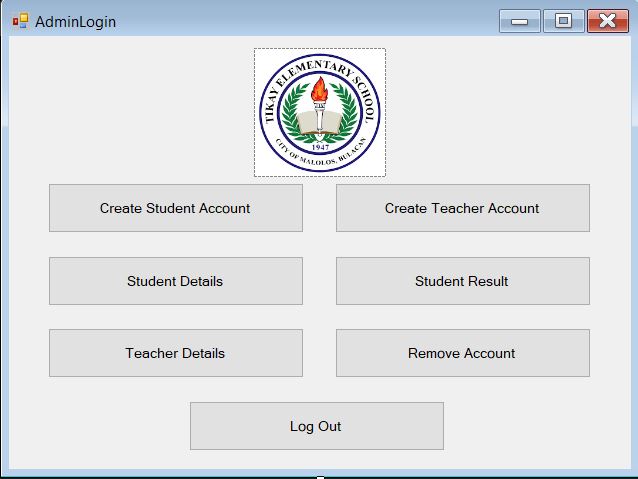 AdminLogin
TIKAY ELEMENTARY SCHOOL
1947
CITY OF MALOLOS, BULACAN
Create Student Account
Create Teacher Account
Student Details
Student Result
Teacher Details
Remove Account
Log Out